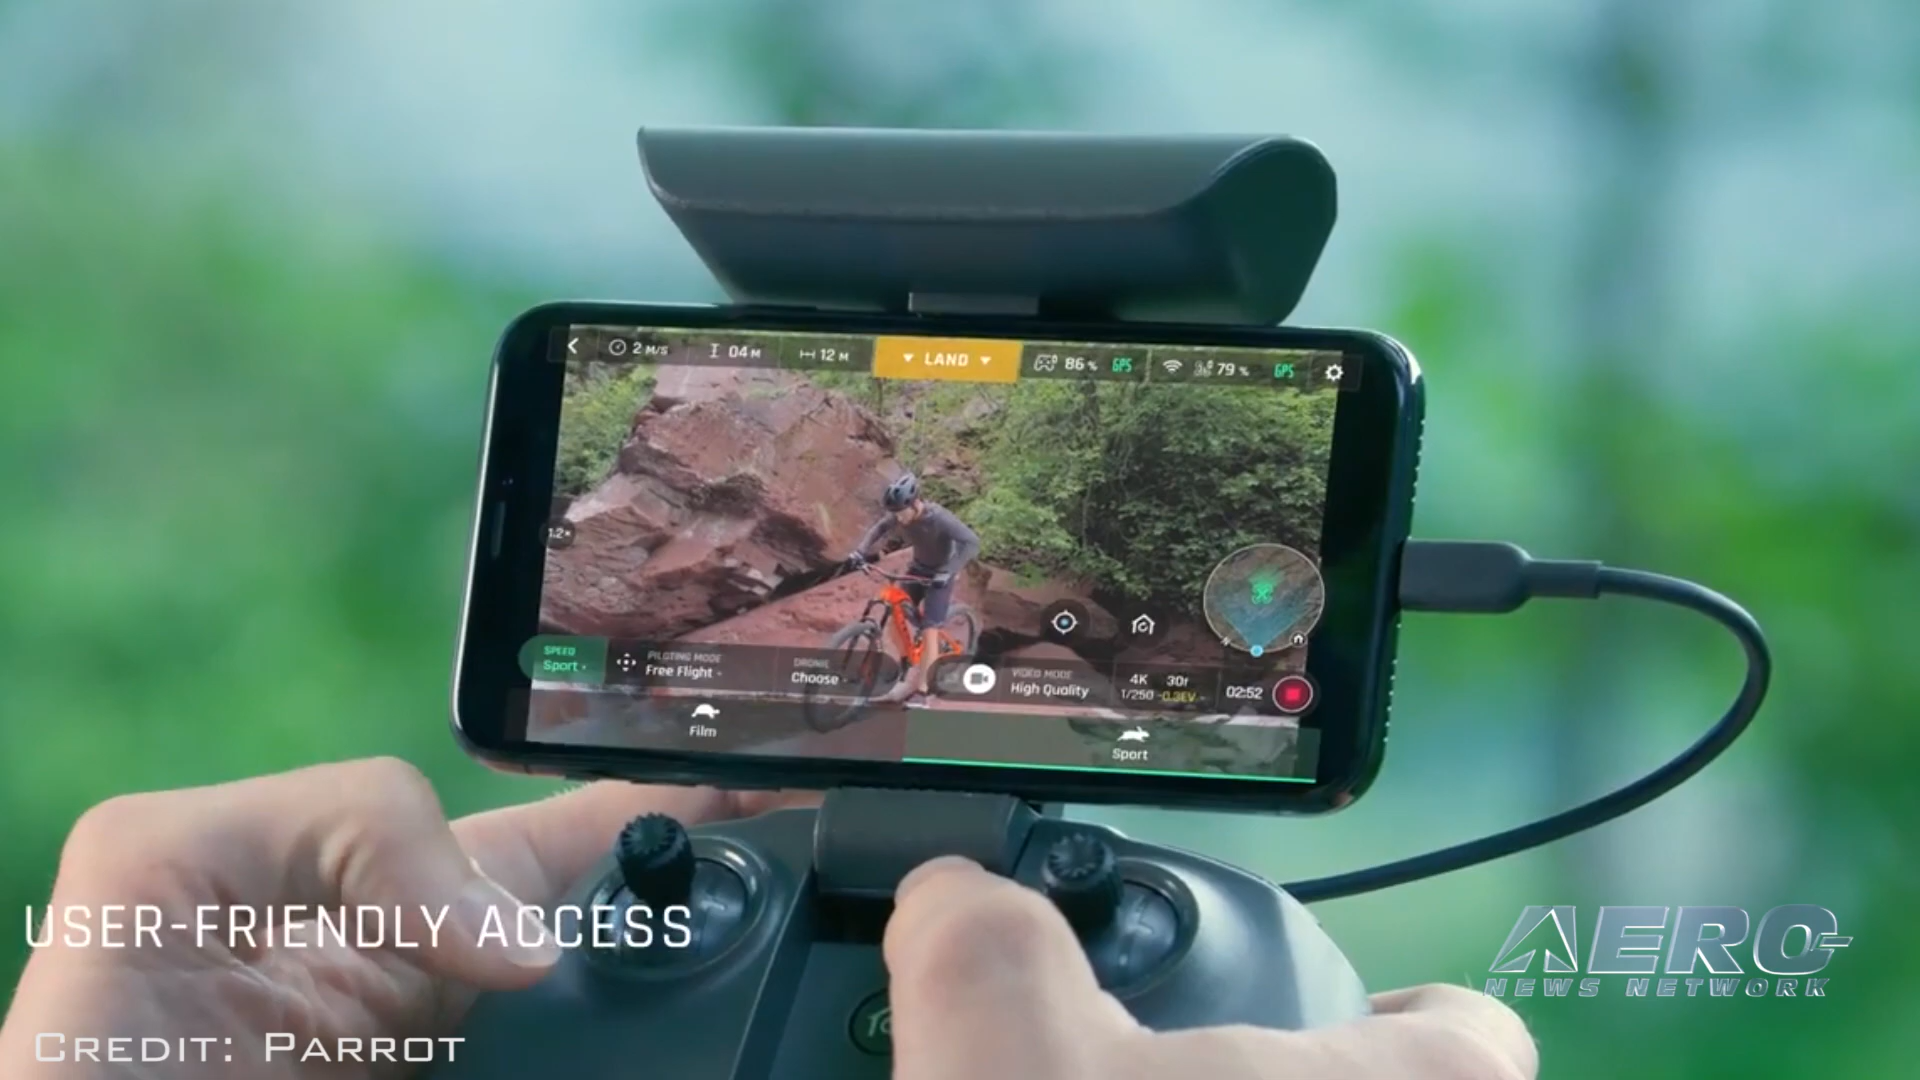 2 M/S
04 M
12 M
LAND
86 %
GPS
79 %
GPS
1.2×
SPEED
Sport
PILOTING MODE
Free Flight
DRONIE
Choose
VIDEO MODE
High Quality
4K
1/250 -0.3EV
02:52
Film
Sport
USER-FRIENDLY ACCESS
AERO-
NEWS NETWORK
CREDIT: PARROT